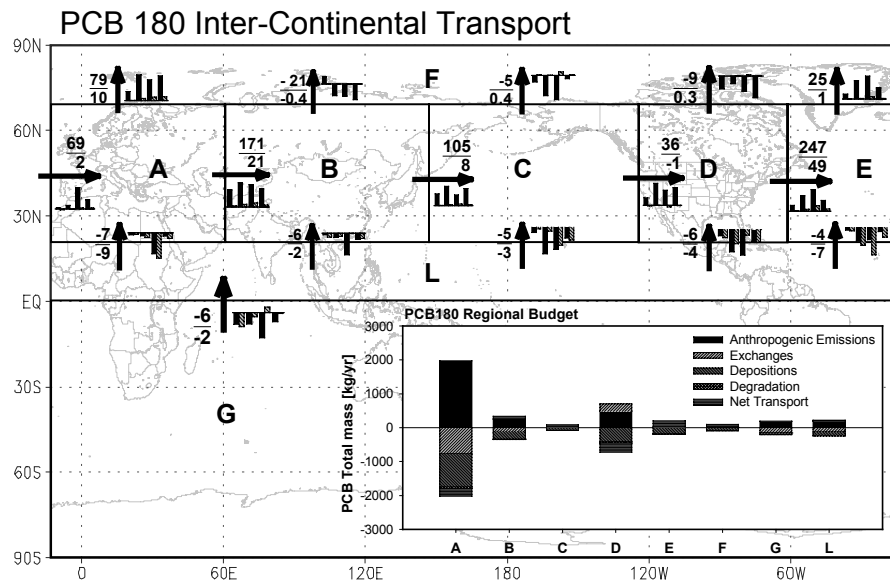 PCB 180 Inter-Continental Transport
90N
60N
30N
EQ
30S
60S
90S
79
10
- 21
-0.4
F
-5
0.4
-9
0.3
25
1
69
2
A
171
21
B
105
8
C
36
-1
D
247
49
E
-7
-9
-6
-2
-5
-3
-6
-4
-4
-7
L
-6
-2
G
PCB180 Regional Budget
PCB Total mass [kg/yr)
3000
2000
1000
0
-1000
-2000
-3000
Anthropogenic Emissions
Exchanges
Depositions
Degradation
Net Transport
A B C D E F G L
0 60E 120E 180 120W 60W